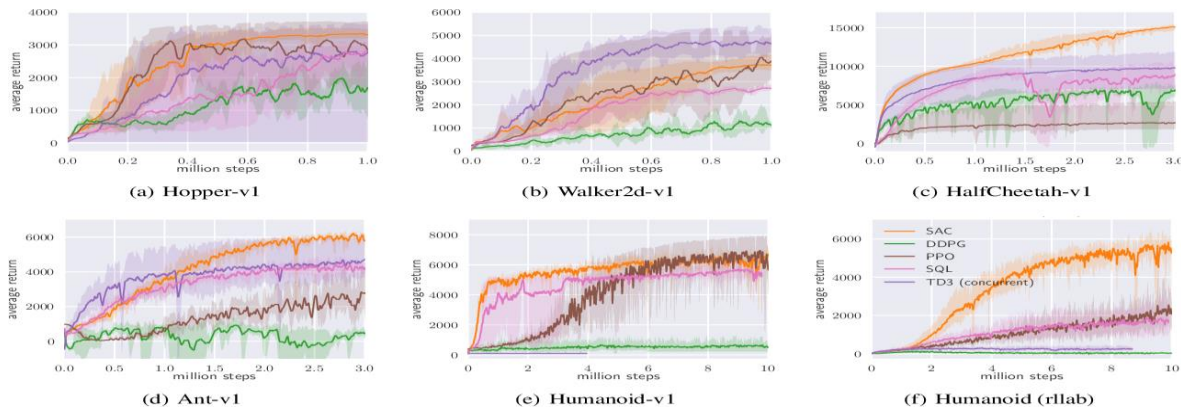 average return
4000
3000
2000
1000
0
0.0 0.2 0.4 0.6 0.8 1.0
million steps
(a) Hopper-v1
average return
6000
5000
4000
3000
2000
1000
0
0.0 0.2 0.4 0.6 0.8 1.0
million steps
(b) Walker2d-v1
average return
15000
10000
5000
0
0.0 0.5 1.0 1.5 2.0 2.5 3.0
million steps
(c) HalfCheetah-v1
average return
6000
4000
2000
0
0.0 0.5 1.0 1.5 2.0 2.5 3.0
million steps
(d) Ant-v1
average return
8000
6000
4000
2000
0
0 2 4 6 8 10
million steps
(e) Humanoid-v1
average return
6000
4000
2000
0
SAC
DDPG
PPO
SQL
TD3 (concurrent)
0 2 4 6 8 10
million steps
(f) Humanoid (rllab)